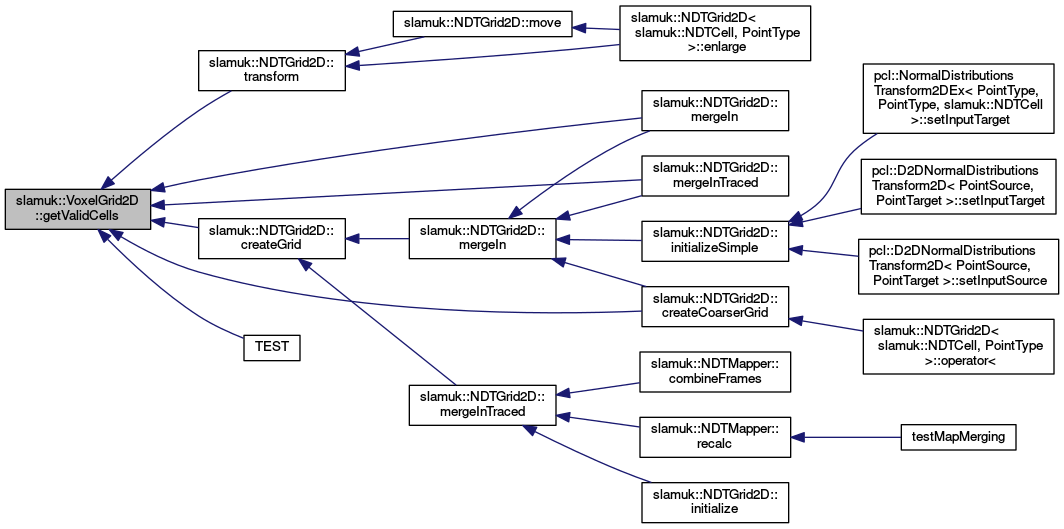 slamuk::VoxelGrid2D
::getValidCells
slamuk::NDTGrid2D::
transform
slamuk::NDTGrid2D::move
slamuk::NDTGrid2D<
slamuk::NDTCell, PointType
>::enlarge
slamuk::NDTGrid2D::
mergeIn
slamuk::NDTGrid2D::
mergeInTraced
slamuk::NDTGrid2D::
createGrid
slamuk::NDTGrid2D::
mergeIn
slamuk::NDTGrid2D::
initializeSimple
pcl::NormalDistributions
Transform2DEx< PointType,
PointType, slamuk::NDTCell
>::setInputTarget
pcl::D2DNormalDistributions
Transform2D< PointSource,
PointTarget >::setInputTarget
pcl::D2DNormalDistributions
Transform2D< PointSource,
PointTarget >::setInputSource
slamuk::NDTGrid2D::
createCoarserGrid
slamuk::NDTGrid2D<
slamuk::NDTCell, PointType
>::operator<
TEST
slamuk::NDTGrid2D::
mergeInTraced
slamuk::NDTMapper::
combineFrames
slamuk::NDTMapper::
recalc
testMapMerging
slamuk::NDTGrid2D::
initialize